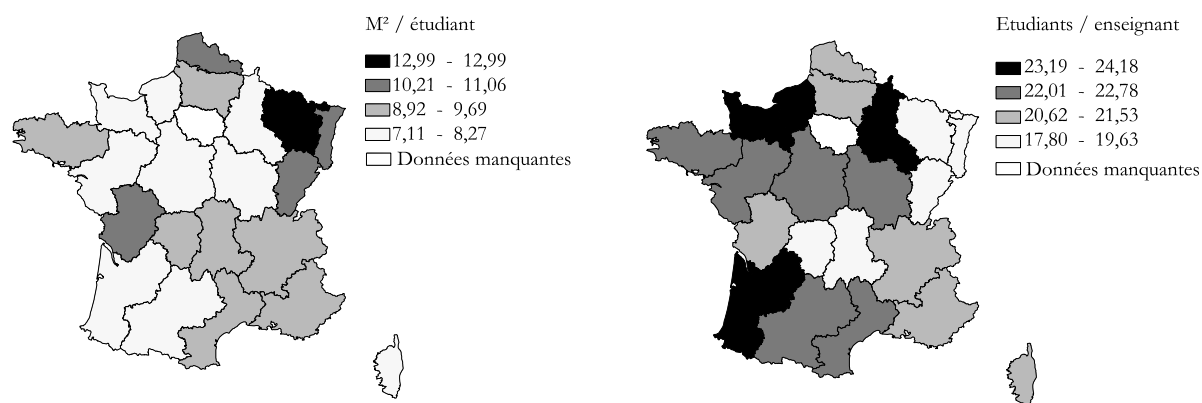 M² / étudiant
12,99 - 12,99
10,21 - 11,06
8,92 - 9,69
7,11 - 8,27
Données manquantes
Etudiants / enseignant
23,19 - 24,18
22,01 - 22,78
20,62 - 21,53
17,80 - 19,63
Données manquantes